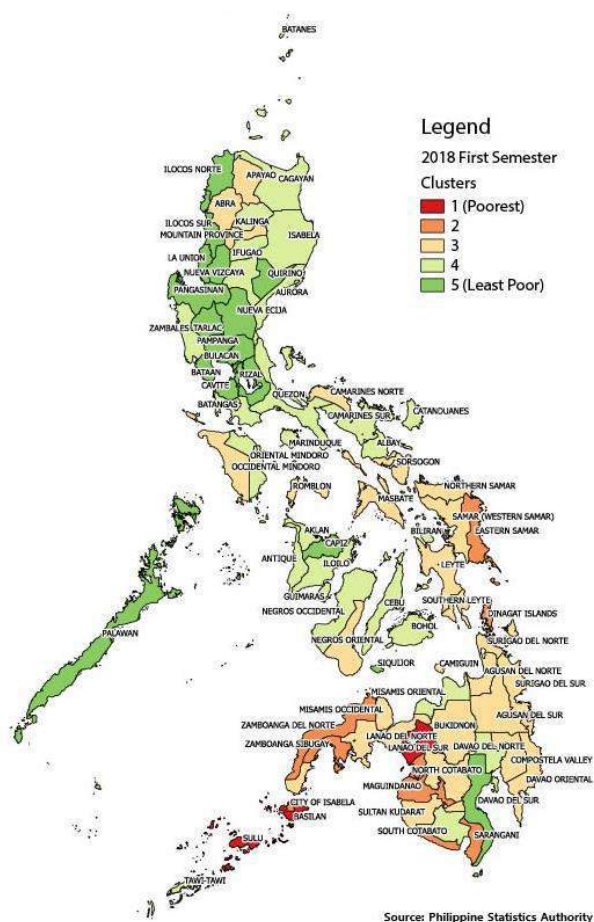 BATANES
Legend
2018 First Semester
Clusters
1 (Poorest)
2
3
4
5 (Least Poor)
ILOCOS NORTE
APAYAO
CAGAYAN
ABRA
ILOCOS SUR
KALINGA
MOUNTAIN PROVINCE
ISABELA
IFUGAO
LA UNION
NUEVA VIZCAYA
QUIRINO
PANGASINAN
AURORA
NUEVA ECIJA
ZAMBALES
TARLAC
PAMPANGA
BULACAN
BATAAN
RIZAL
CAVITE
BATANGAS
QUEZON
CAMARINES NORTE
CAMARINES SUR
CATANDUANES
MARINDUQUE
ALBAY
ORIENTAL MINDORO
OCCIDENTAL MINDORO
SORSOGON
ROMBLON
MASBATE
NORTHERN SAMAR
SAMAR (WESTERN SAMAR)
EASTERN SAMAR
AKLAN
BILIRAN
CAPIZ
ANTIQUE
ILOILO
LEYTE
GUIMARAS
NEGROS OCCIDENTAL
CEBU
SOUTHERN LEYTE
DINAGAT ISLANDS
BOHOL
SURIGAO DEL NORTE
PALAWAN
NEGROS ORIENTAL
SIQUIJOR
CAMIGUIN
AGUSAN DEL NORTE
SURIGAO DEL SUR
MISAMIS ORIENTAL
MISAMIS OCCIDENTAL
AGUSAN DEL SUR
ZAMBOANGA DEL NORTE
BUKIDNON
LANAO DEL NORTE
ZAMBOANGA SIBUGAY
LANAO DEL SUR
DAVAO DEL NORTE
COMPOSTELA VALLEY
NORTH COTABATO
DAVAO ORIENTAL
MAGUINDANAO
CITY OF ISABELA
BASILAN
DAVAO DEL SUR
SULTAN KUDARAT
SOUTH COTABATO
SARANGANI
SULU
TAWI-TAWI
Source: Philippine Statistics Authority